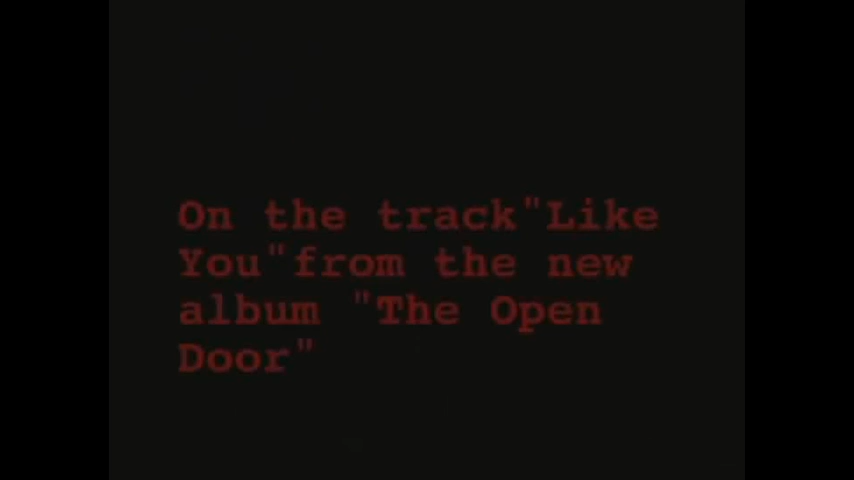 On the track"Like
You"from the new
album "The Open
Door"